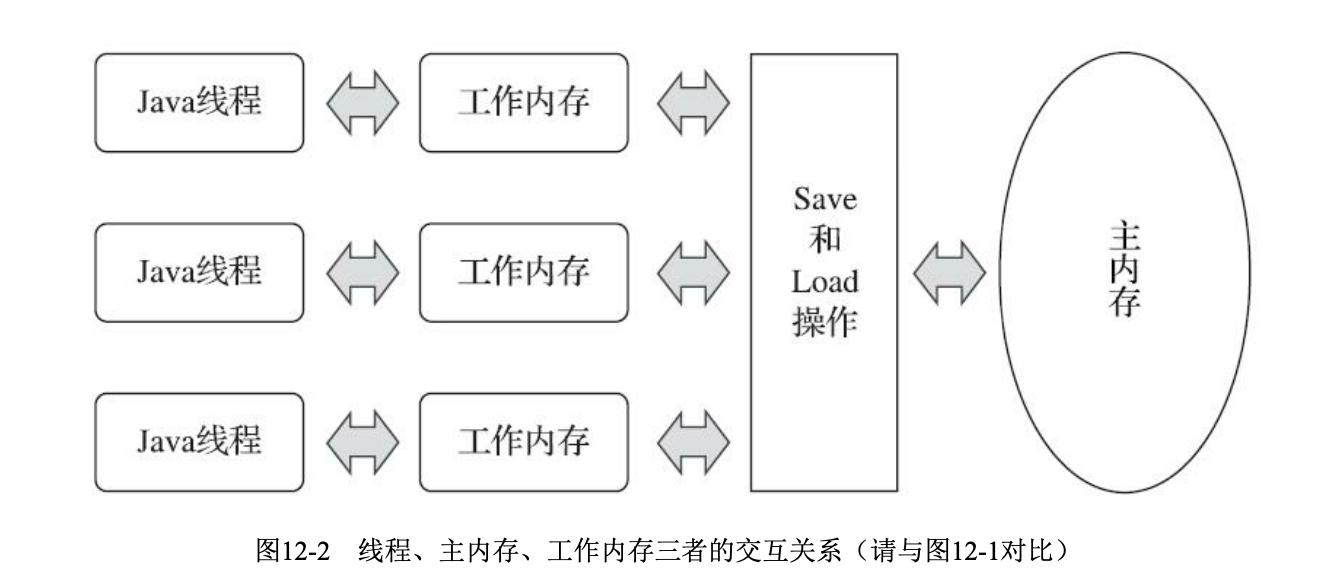 Java线程
工作内存
Java线程
工作内存
Java线程
工作内存
Save
和
Load
操作
主
内
存
图12-2 线程、主内存、工作内存三者的交互关系（请与图12-1对比）